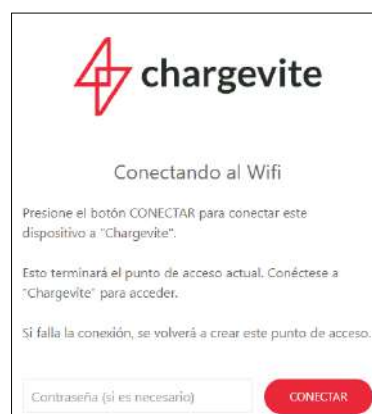 chargevite
Conectando al Wifi
Presione el botón CONECTAR para conectar este
dispositivo a "Chargevite".
Esto terminará el punto de acceso actual. Conéctese a
"Chargevite" para acceder.
Si falla la conexión, se volverá a crear este punto de acceso.
Contraseña (si es necesario)
CONECTAR